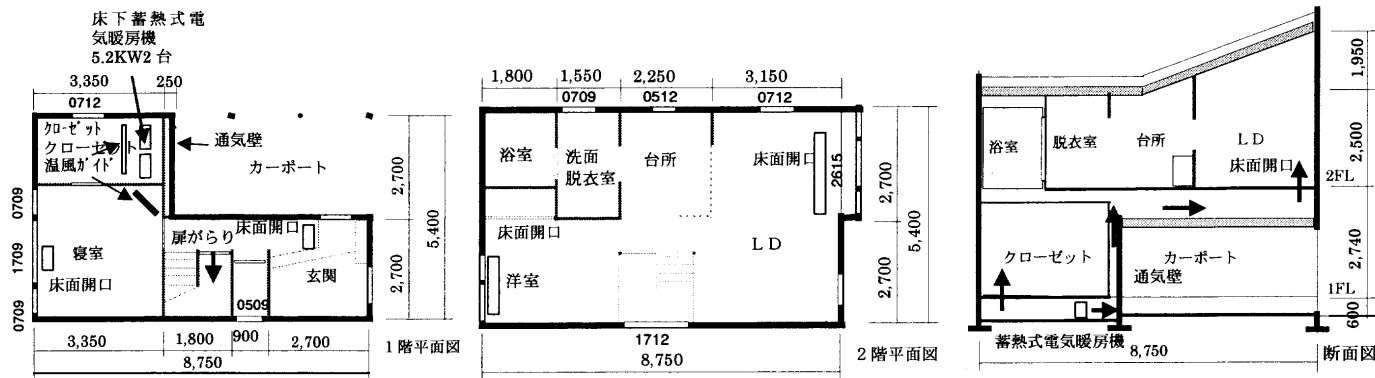 床下蓄熱式電
気暖房機
5.2KW2 台
3,350
250
0712
クローゼット
クローゼット
温風ガイド
通気壁
カーポート
2,700
5,400
0709
1709
0709
扉がらり
床面開口
寝室
床面開口
玄関
2,700
0509
3,350
1,800
900
2,700
8,750
1階平面図
1,800
1,550
2,250
3,150
0709
0512
0712
浴室
洗面
脱衣室
台所
床面開口
2615
2,700
5,400
床面開口
LD
洋室
2,700
1712
8,750
2階平面図
1,950
浴室
脱衣室
台所
LD
床面開口
2,500
2FL
クローゼット
カーポート
通気壁
2,740
1FL
600
蓄熱式電気暖房機
8,750
断面図